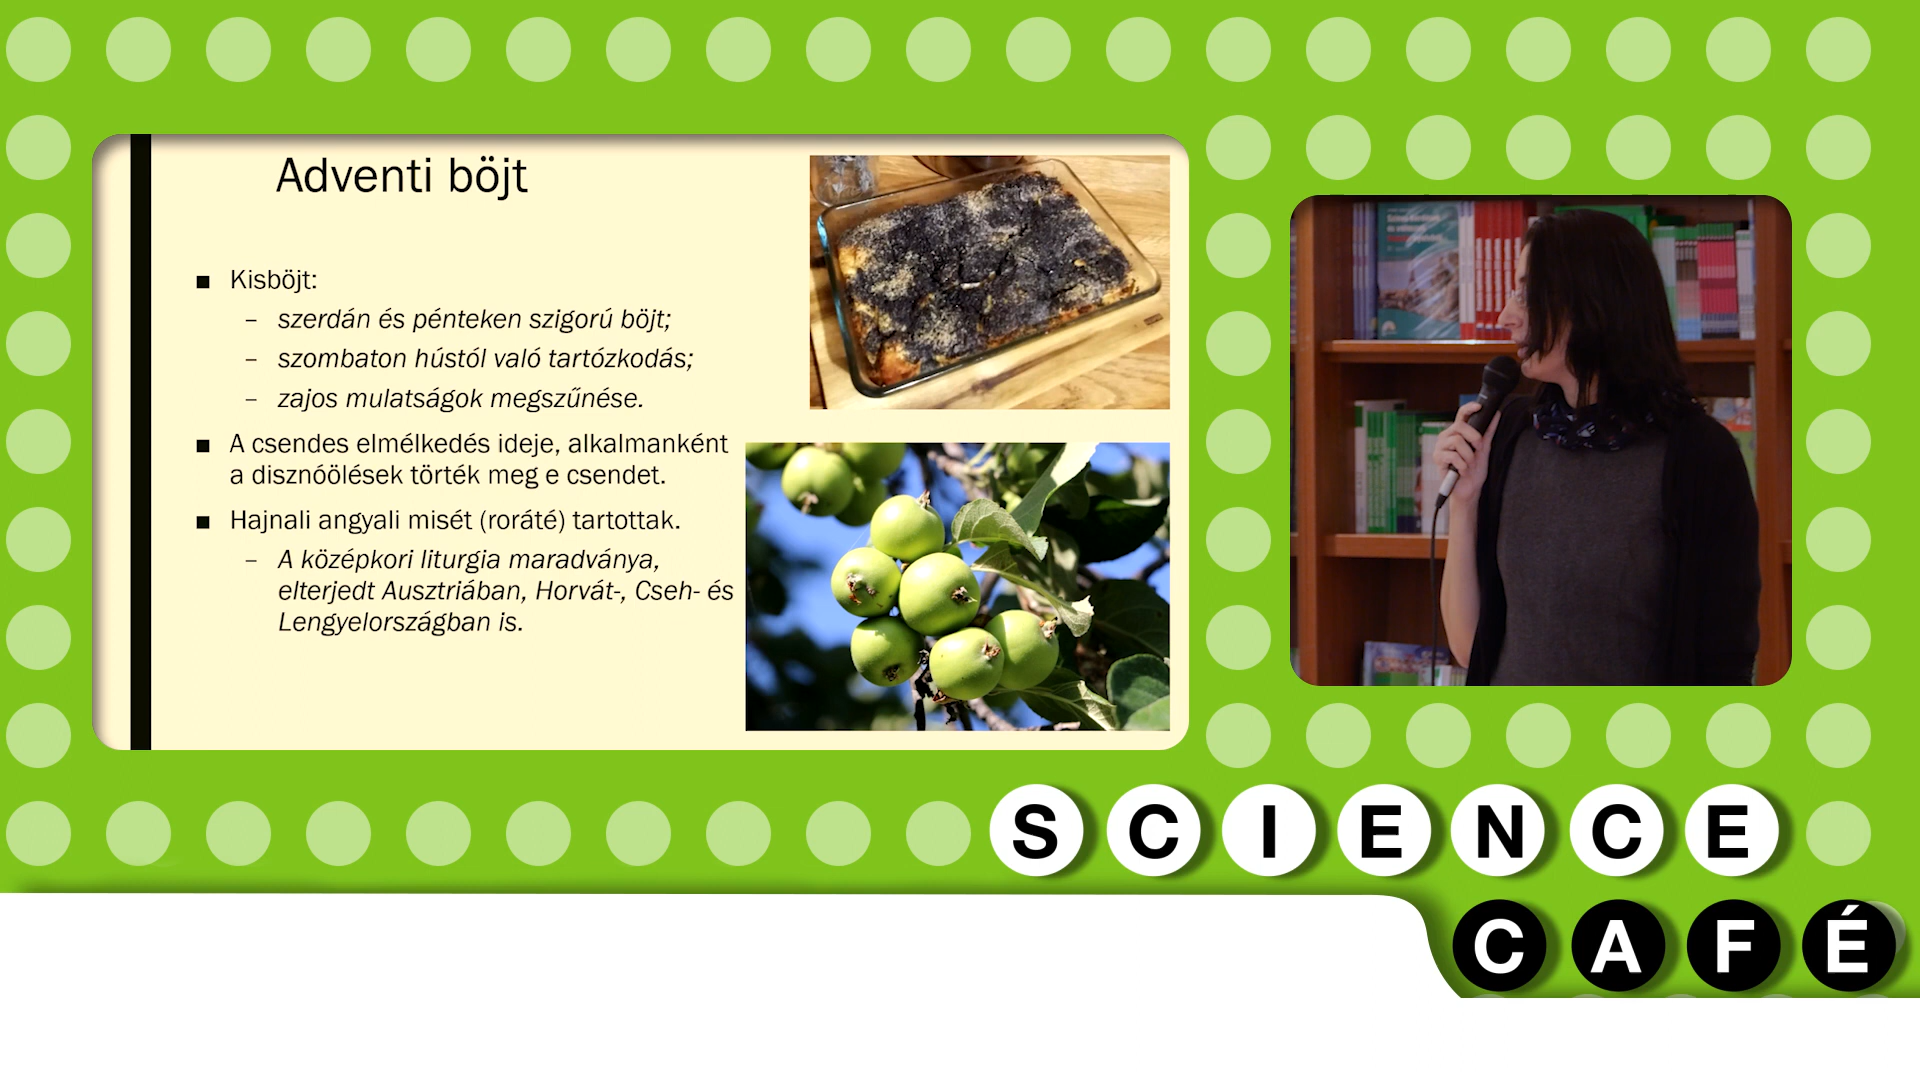 Adventi böjt
■ Kisböjt:
– szerdán és pénteken szigorú böjt;
– szombaton hústól való tartózkodás;
– zajos mulatságok megszűnése.
■ A csendes elmélkedés ideje, alkalmanként
a disznóölések törték meg e csendet.
■ Hajnali angyali misét (roráté) tartottak.
– A középkori liturgia maradványa,
elterjedt Ausztriában, Horvát-, Cseh- és
Lengyelországban is.
SCIENCE
CAFÉ